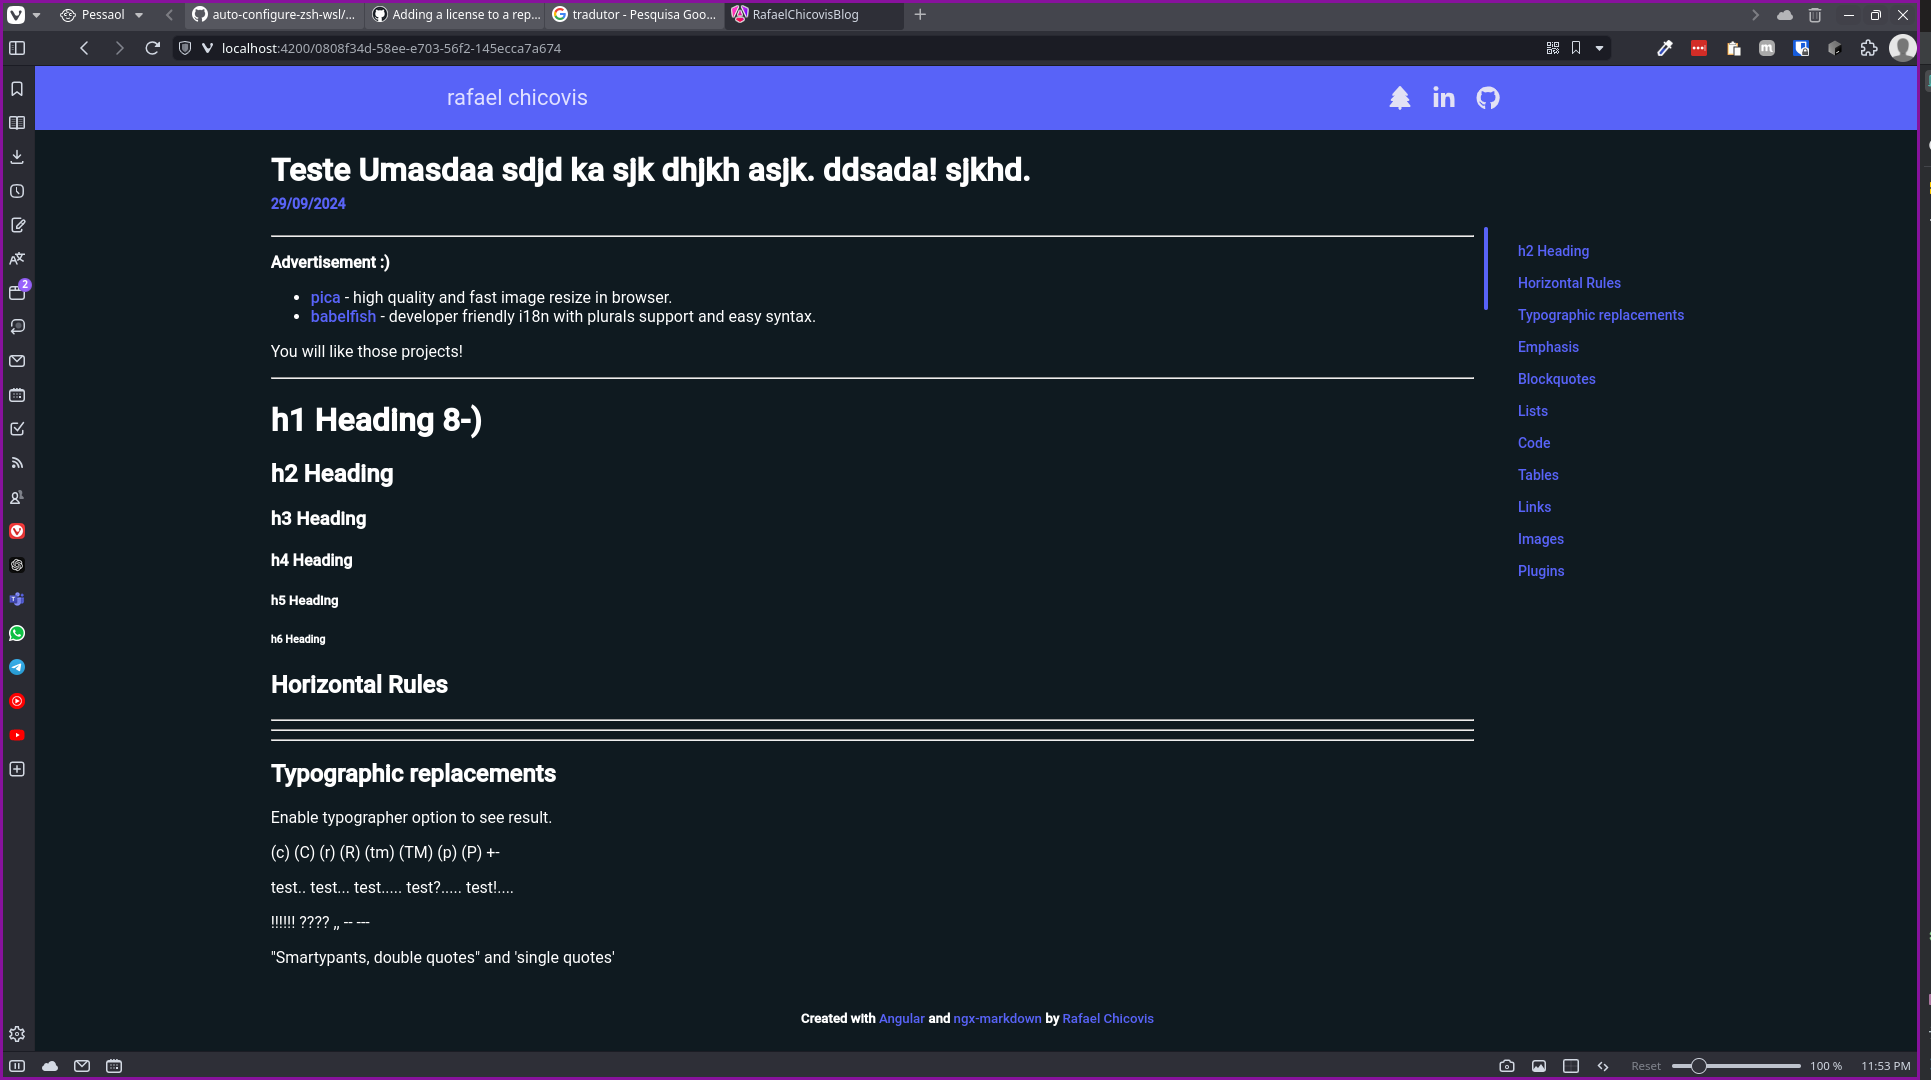 Pessaol
auto-configure-zsh-wsl/...
Adding a license to a rep...
tradutor - Pesquisa Goo...
RafaelChicovisBlog
localhost:4200/0808f34d-58ee-e703-56f2-145ecca7a674
rafael chicovis
Teste Umasdaa sdjd ka sjk dhjkh asjk. ddsada! sjkhd.
29/09/2024
Advertisement :)
pica - high quality and fast image resize in browser.
babelfish - developer friendly i18n with plurals support and easy syntax.
You will like those projects!
h1 Heading 8-)
h2 Heading
h3 Heading
h4 Heading
h5 Heading
h6 Heading
Horizontal Rules
Typographic replacements
Enable typographer option to see result.
(c) (C) (r) (R) (tm) (TM) (p) (P) +-
test.. test... test..... test?..... test!....
!!!!!! ???? ,, -- ---
"Smartypants, double quotes" and 'single quotes'
h2 Heading
Horizontal Rules
Typographic replacements
Emphasis
Blockquotes
Lists
Code
Tables
Links
Images
Plugins
Created with Angular and ngx-markdown by Rafael Chicovis
2
Reset
100 %
11:53 PM